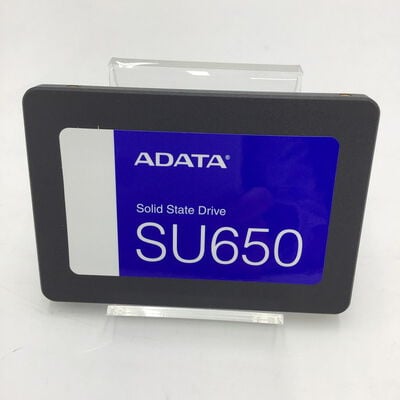 ADATA®
Solid State Drive
SU650